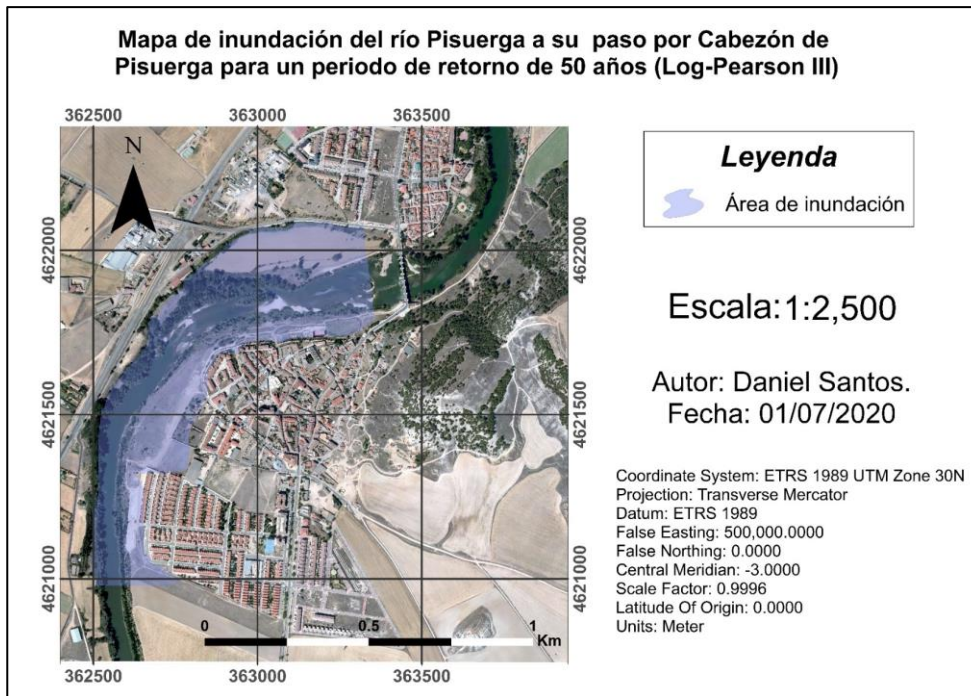 Mapa de inundación del río Pisuerga a su paso por Cabezón de
Pisuerga para un periodo de retorno de 50 años (Log-Pearson III)
362500 363000 363500
N
4622000 4622000
4621500 4621500
4621000 4621000
0 0.5 1
Km
362500 363000 363500
Leyenda
Área de inundación
Escala:1:2,500
Autor: Daniel Santos.
Fecha: 01/07/2020
Coordinate System: ETRS 1989 UTM Zone 30N
Projection: Transverse Mercator
Datum: ETRS 1989
False Easting: 500,000.0000
False Northing: 0.0000
Central Meridian: -3.0000
Scale Factor: 0.9996
Latitude Of Origin: 0.0000
Units: Meter